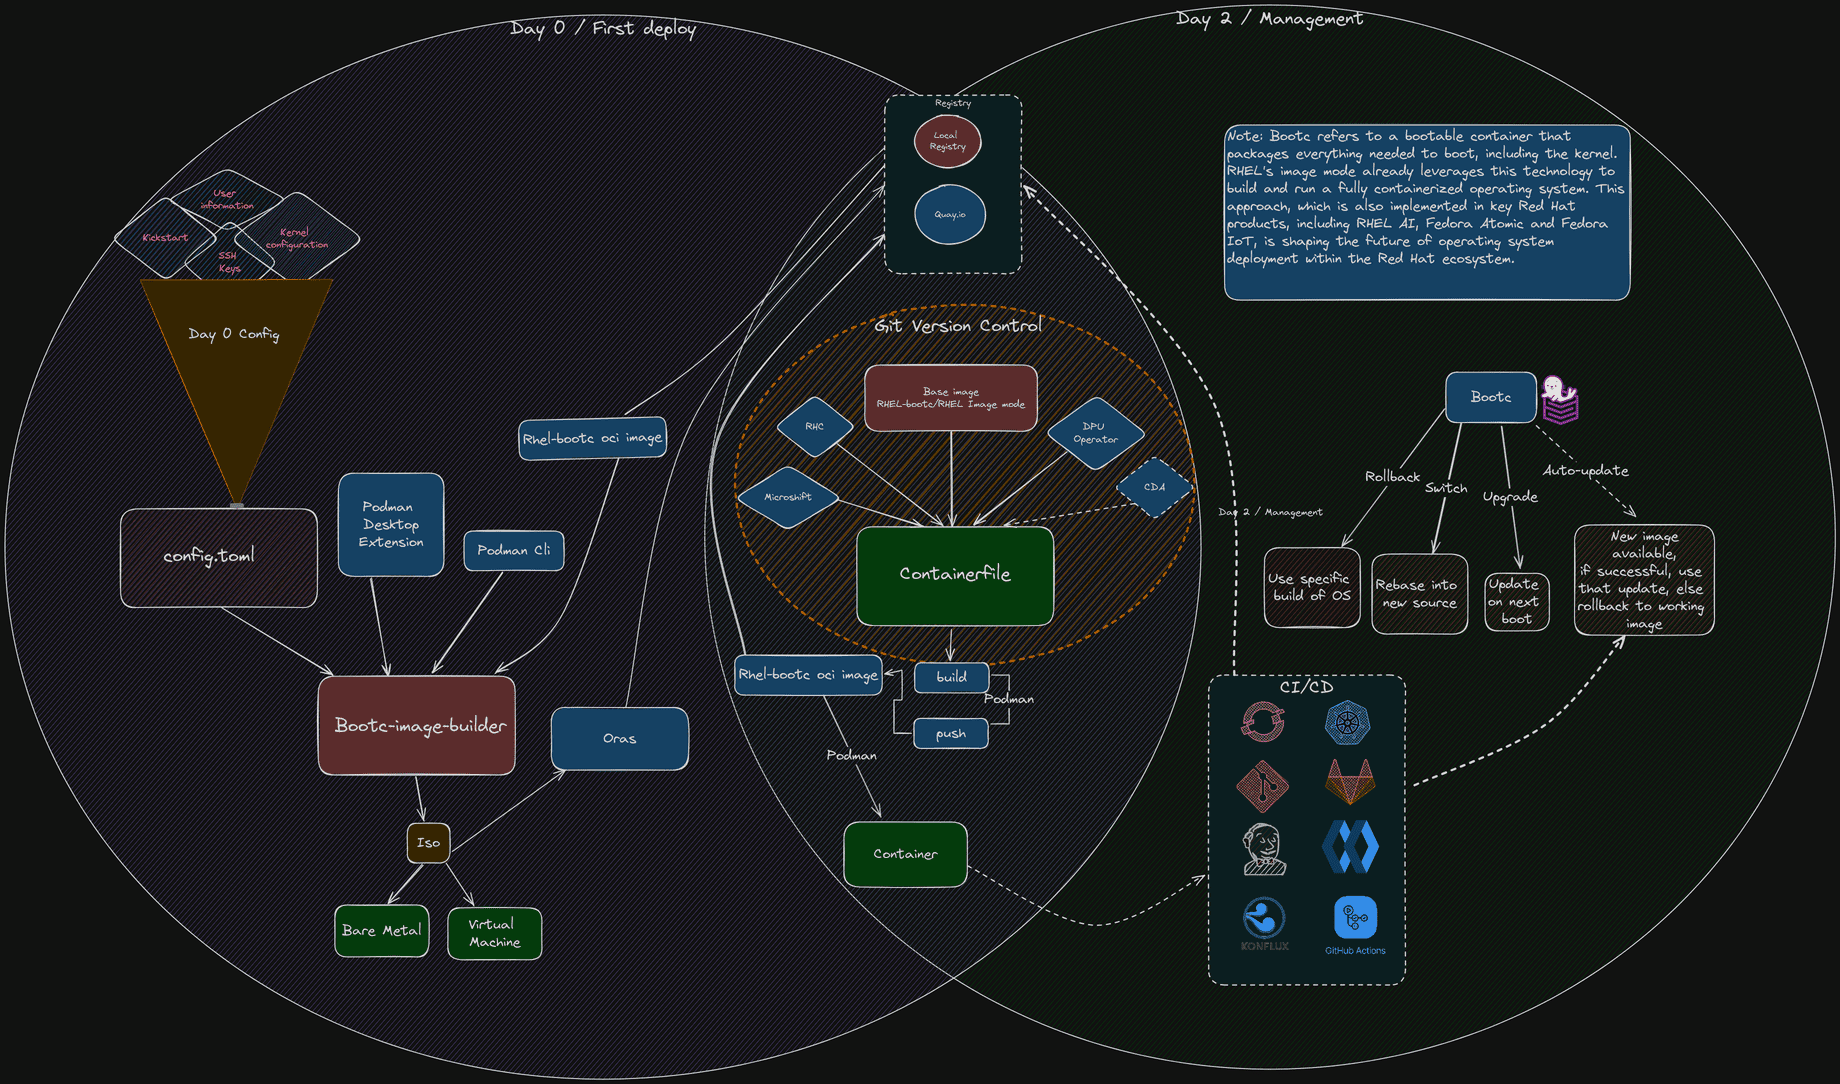 Day 0 / First deploy
Day 2 / Management
Registry
Local
Registry
Quay.io
Note: Bootc refers to a bootable container that
packages everything needed to boot, including the kernel.
RHEL's image mode already leverages this technology to
build and run a fully containerized operating system. This
approach, which is also implemented in key Red Hat
products, including RHEL AI, Fedora Atomic and Fedora
IoT, is shaping the future of operating system
deployment within the Red Hat ecosystem.
User
information
Kickstart
Kernel
configuration
SSH
Keys
Day 0 Config
config.toml
Podman
Desktop
Extension
Podman Cli
Rhel-bootc oci image
Bootc-image-builder
Oras
Iso
Bare Metal
Virtual
Machine
Git Version Control
Base image
RHEL-bootc/RHEL Image mode
RHC
DPU
Operator
Microshift
CDA
Containerfile
Rhel-bootc oci image
build
Podman
push
Podman
Container
Day 2 / Management
Bootc
Rollback
Switch
Upgrade
Auto-update
Use specific
build of OS
Rebase into
new source
Update
on next
boot
New image
available,
if successful, use
that update, else
rollback to working
image
CI/CD
KONFLUX
GitHub Actions